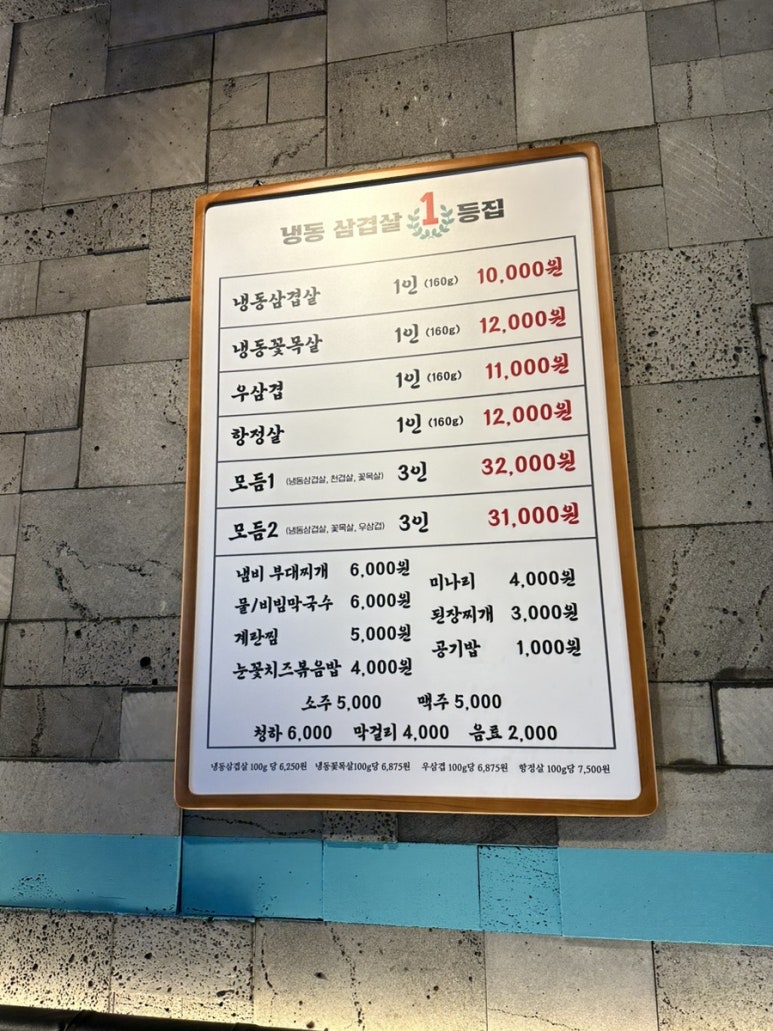 냉동 삼겹살 1등집
냉동삼겹살 1인 (160g) 10,000원
냉동꽃목살 1인 (160g) 12,000원
우삼겹 1인 (160g) 11,000원
항정살 1인 (160g) 12,000원
모듬1 (냉동삼겹살, 천겹살, 꽃목살) 3인 32,000원
모듬2 (냉동삼겹살, 꽃목살, 우삼겹) 3인 31,000원
냄비 부대찌개 6,000원 미나리 4,000원
물/비빔막국수 6,000원 된장찌개 3,000원
계란찜 5,000원 공기밥 1,000원
눈꽃치즈볶음밥 4,000원
소주 5,000 맥주 5,000
청하 6,000 막걸리 4,000 음료 2,000
냉동삼겹살 100g 당 6,250원 냉동꽃목살100g당 6,875원 우삼겹 100g당 6,875원 항정살 100g당 7,500원